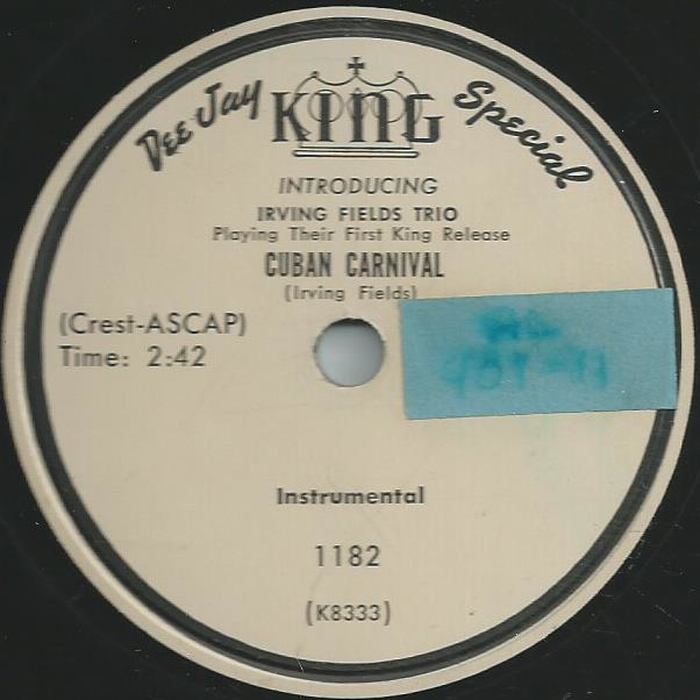 Dee Jay KING Special
INTRODUCING
IRVING FIELDS TRIO
Playing Their First King Release
CUBAN CARNIVAL
(Irving Fields)
(Crest-ASCAP)
Time: 2:42
Instrumental
1182
(K8333)